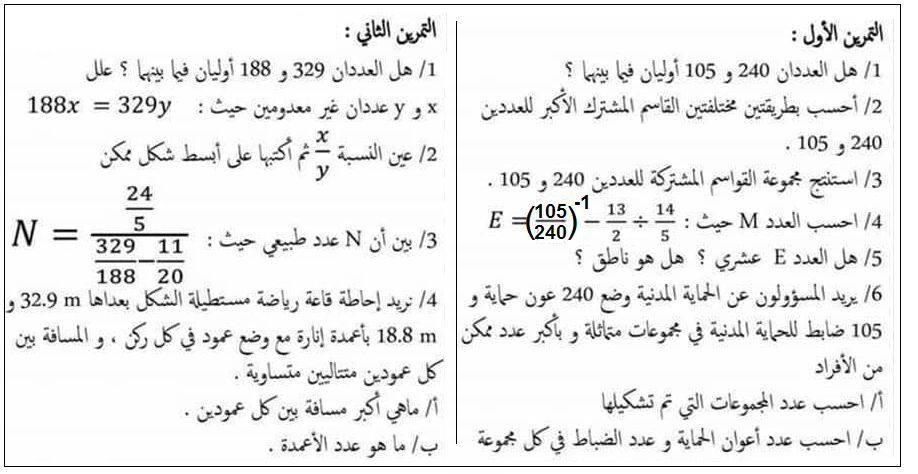 التمرين الأول :
1/ هل العددان 240 و 105 أوليان فيما بينهما ؟
2/ أحسب بطريقتين مختلفتين القاسم المشترك الأكبر للعددين
240 و 105 .
3/ استنتج مجموعة القواسم المشتركة للعددين 240 و 105 .
4/ احسب العدد M حيث : E = (105/240)^-1 − 13/2 ÷ 14/5
5/ هل العدد E عشري ؟ هل هو ناطق ؟
6/ يريد المسؤولون عن الحماية المدنية وضع 240 عون حماية و
105 ضابط للحماية المدنية في مجموعات متماثلة و بأكبر عدد ممكن
من الأفراد
أ/ احسب عدد المجموعات التي تم تشكيلها
ب/ احسب عدد أعوان الحماية و عدد الضباط في كل مجموعة
التمرين الثاني :
1/ هل العددان 329 و 188 أوليان فيما بينهما ؟ علل
x و y عددان غير معدومين حيث : 188x = 329y
2/ عين النسبة x/y ثم أكتبها على أبسط شكل ممكن
3/ بين أن N عدد طبيعي حيث : N = (24/5)/(329/188 − 11/20)
4/ نريد إحاطة قاعة رياضة مستطيلة الشكل بعداها 32.9 m و
18.8 m بأعمدة إنارة مع وضع عمود في كل ركن ، و المسافة بين
كل عمودين متتاليين متساوية .
أ/ ماهي أكبر مسافة بين كل عمودين .
ب/ ما هو عدد الأعمدة .